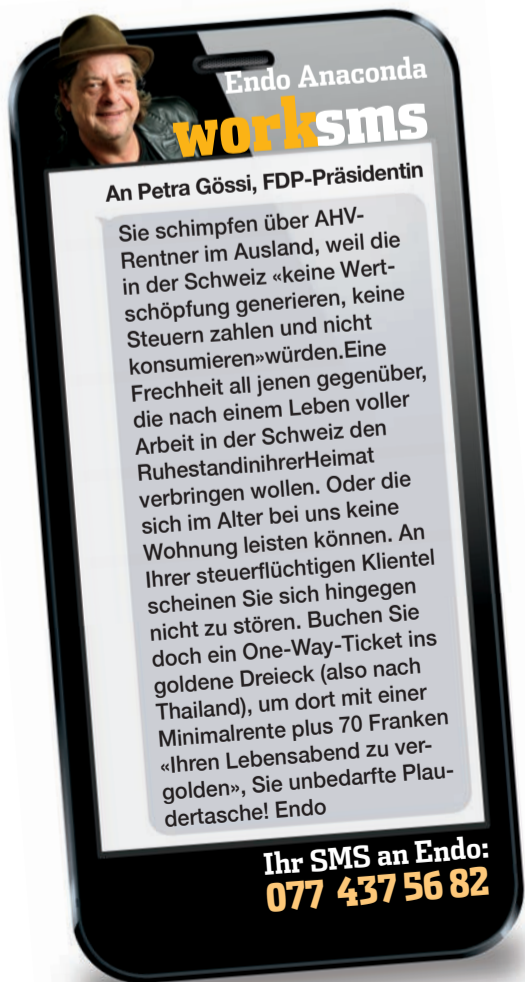 Endo Anaconda
worksms
An Petra Gössi, FDP-Präsidentin
Sie schimpfen über AHV-
Rentner im Ausland, weil die
in der Schweiz «keine Wert-
schöpfung generieren, keine
Steuern zahlen und nicht
konsumieren»würden.Eine
Frechheit all jenen gegenüber,
die nach einem Leben voller
Arbeit in der Schweiz den
RuhestandinihrerHeimat
verbringen wollen. Oder die
sich im Alter bei uns keine
Wohnung leisten können. An
Ihrer steuerflüchtigen Klientel
scheinen Sie sich hingegen
nicht zu stören. Buchen Sie
doch ein One-Way-Ticket ins
goldene Dreieck (also nach
Thailand), um dort mit einer
Minimalrente plus 70 Franken
«Ihren Lebensabend zu ver-
golden», Sie unbedarfte Plau-
dertasche! Endo
Ihr SMS an Endo:
077 437 56 82